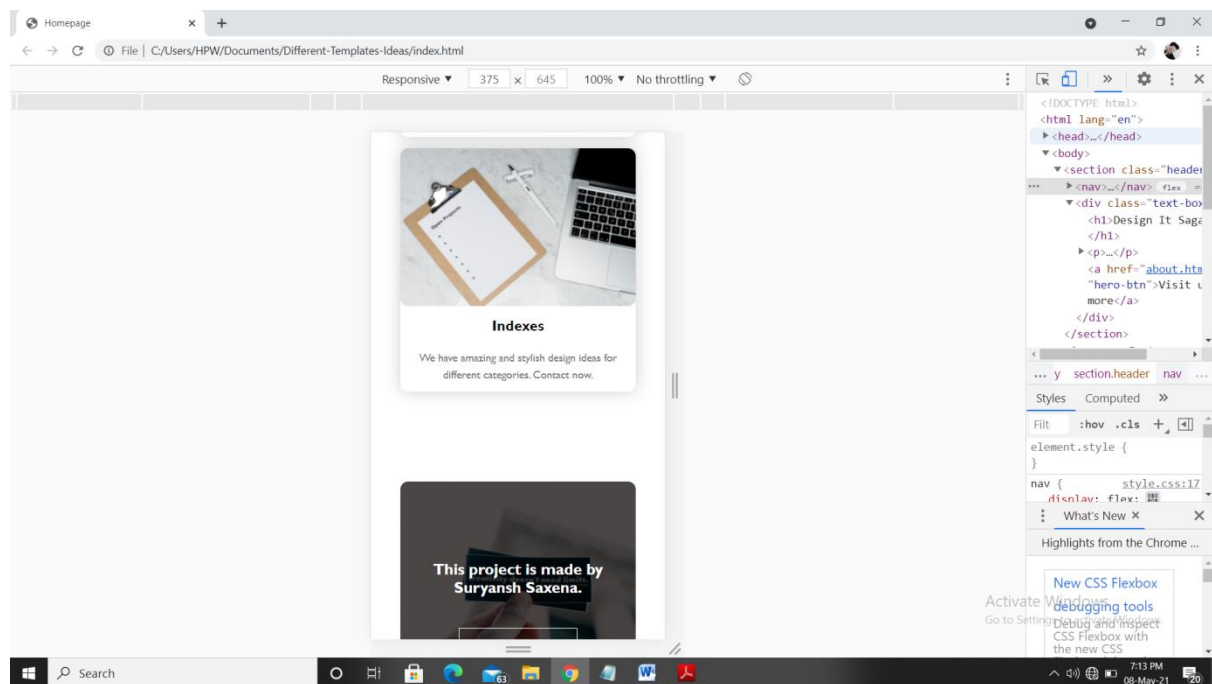 Homepage × +
File | C:/Users/HPW/Documents/Different-Templates-Ideas/index.html
Responsive ▼ 375 × 645 100% ▼ No throttling ▼
<!DOCTYPE html>
<html lang="en">
▶<head>…</head>
▼<body>
▼<section class="header
... ▶<nav>…</nav> flex =
▼<div class="text-box
<h1>Design It Saga
</h1>
▶<p>…</p>
<a href="about.htm
"hero-btn">Visit u
more</a>
</div>
</section>
... y section.header nav ...
Styles Computed »
Filt :hov .cls +
element.style {
}
nav { style.css:17
display: flex;
What's New ×
Highlights from the Chrome ...
New CSS Flexbox
debugging tools
Debug and inspect
CSS Flexbox with
the new CSS
Open Projects
Indexes
We have amazing and stylish design ideas for
different categories. Contact now.
This project is made by
Suryansh Saxena.
Activate Windows
Go to Settings to activate Windows.
Search
63
7:13 PM
08-May-21
20